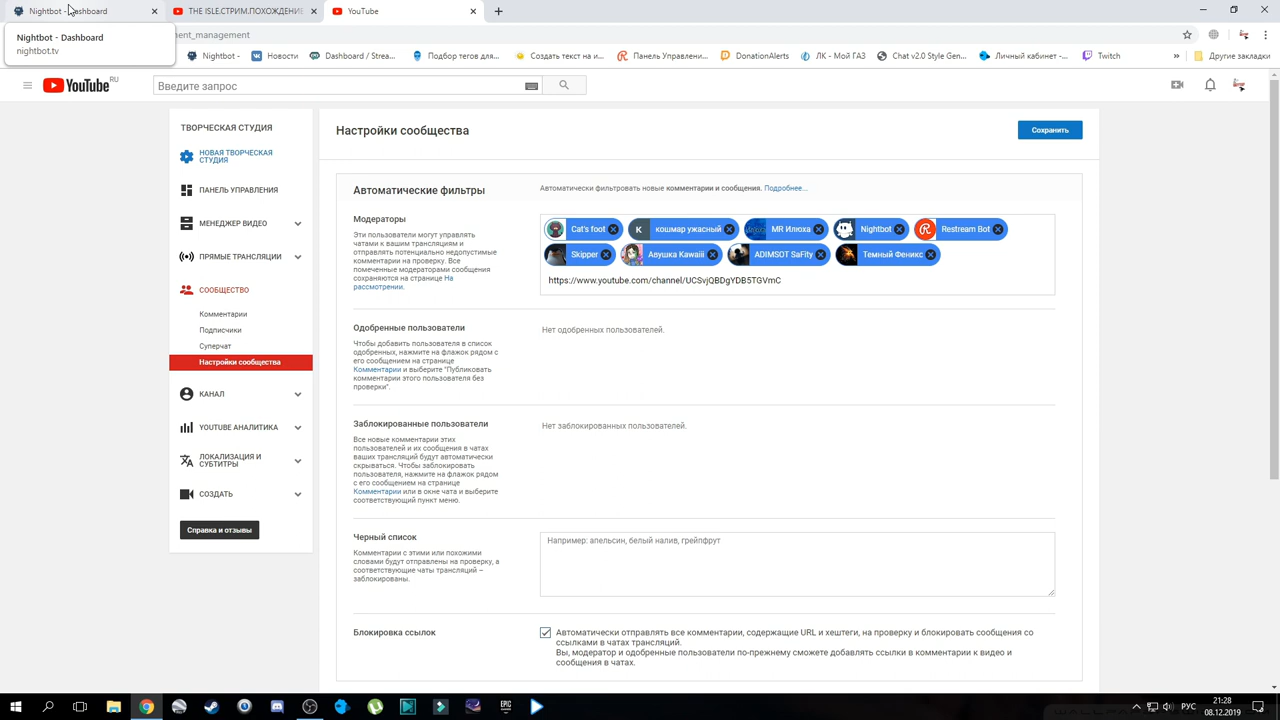 Nightbot - Dashboard
THE ISLE.СТРИМ.ПОХОЖДЕНИЕ
YouTube
Nightbot - Dashboard
nightbot.tv
ent_management
Nightbot -
Новости
Dashboard / Strea...
Подбор тегов для...
Создать текст на и...
Панель Управлени...
DonationAlerts
ЛК - Мой ГАЗ
Chat v2.0 Style Gen...
Личный кабинет -...
Twitch
»
Другие закладки
YouTube RU
Введите запрос
ТВОРЧЕСКАЯ СТУДИЯ
НОВАЯ ТВОРЧЕСКАЯ
СТУДИЯ
ПАНЕЛЬ УПРАВЛЕНИЯ
МЕНЕДЖЕР ВИДЕО
ПРЯМЫЕ ТРАНСЛЯЦИИ
СООБЩЕСТВО
Комментарии
Подписчики
Суперчат
Настройки сообщества
КАНАЛ
YOUTUBE АНАЛИТИКА
ЛОКАЛИЗАЦИЯ И
СУБТИТРЫ
СОЗДАТЬ
Справка и отзывы
Настройки сообщества
Сохранить
Автоматические фильтры
Автоматически фильтровать новые комментарии и сообщения. Подробнее...
Модераторы
Эти пользователи могут управлять
чатами к вашим трансляциям и
отправлять потенциально недопустимые
комментарии на проверку. Все
помеченные модераторами сообщения
сохраняются на странице На
рассмотрении.
Cat's foot
К кошмар ужасный
MR Илюха
Nightbot
Restream Bot
Skipper
Авушка Kawaiii
ADIMSOT SaFity
Темный Феникс
https://www.youtube.com/channel/UCSvjQBDgYDB5TGVmC
Одобренные пользователи
Чтобы добавить пользователя в список
одобренных, нажмите на флажок рядом с
его сообщением на странице
Комментарии и выберите "Публиковать
комментарии этого пользователя без
проверки".
Нет одобренных пользователей.
Заблокированные пользователи
Все новые комментарии этих
пользователей и их сообщения в чатах
ваших трансляций будут автоматически
скрываться. Чтобы заблокировать
пользователя, нажмите на флажок рядом
с его сообщением на странице
Комментарии или в окне чата и выберите
соответствующий пункт меню.
Нет заблокированных пользователей.
Черный список
Комментарии с этими или похожими
словами будут отправлены на проверку, а
соответствующие чаты трансляций –
заблокированы.
Например: апельсин, белый налив, грейпфрут
Блокировка ссылок
Автоматически отправлять все комментарии, содержащие URL и хештеги, на проверку и блокировать сообщения со
ссылками в чатах трансляций.
Вы, модератор и одобренные пользователи по-прежнему сможете добавлять ссылки в комментарии к видео и
сообщения в чатах.
EPIC
РУС
21:28
08.12.2019